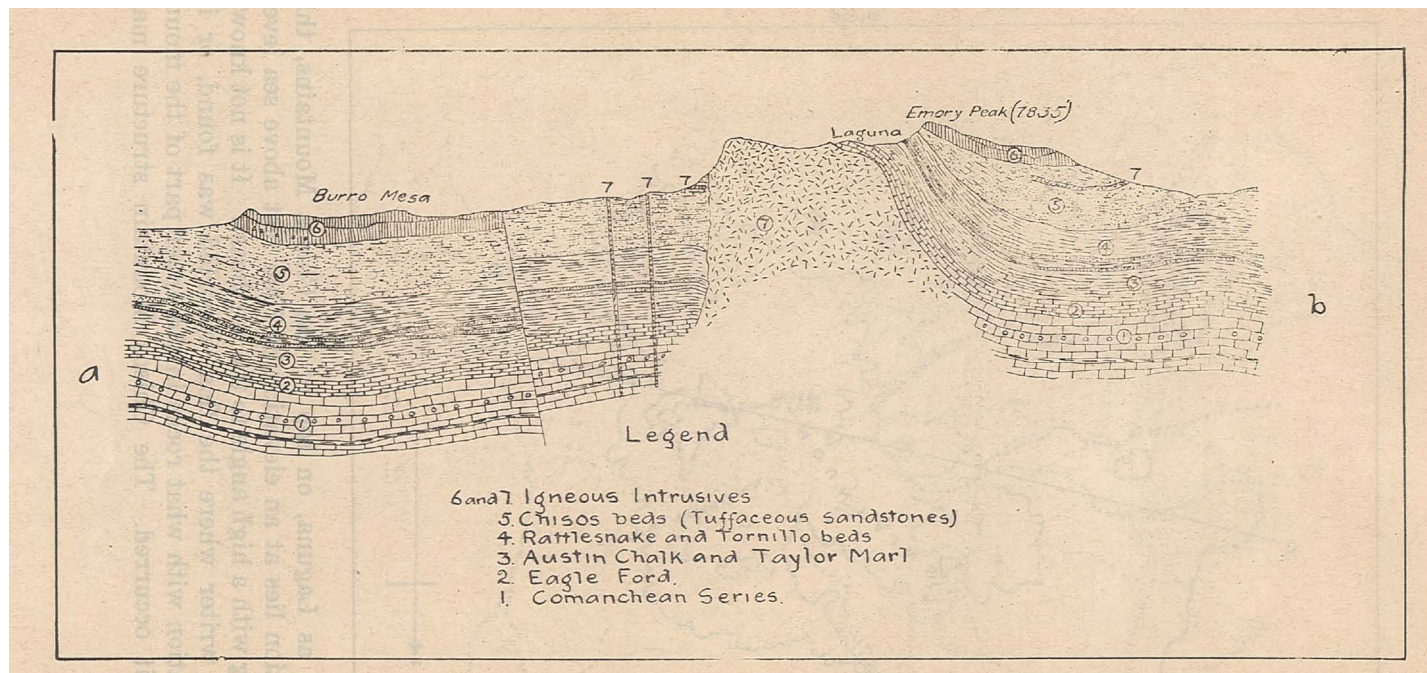 Emory Peak (7835')
Laguna
Burro Mesa
7 7 7
7
6
6
7
5
5
4
4
3
3
2
2
1
1
a
b
Legend
6 and 7. Igneous Intrusives
5. Chisos beds (Tuffaceous Sandstones)
4. Rattlesnake and Tornillo beds
3. Austin Chalk and Taylor Marl
2. Eagle Ford.
1. Comanchean Series.